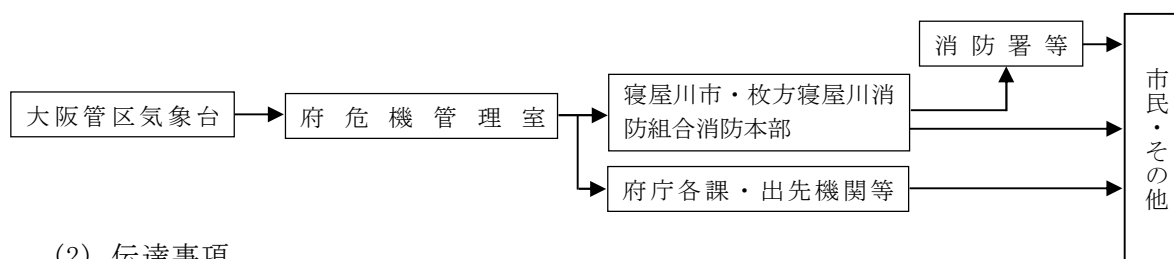 消防署等
大阪管区気象台
府危機管理室
寝屋川市・枚方寝屋川消
防組合消防本部
府庁各課・出先機関等
市民・その他
(2) 伝達事項